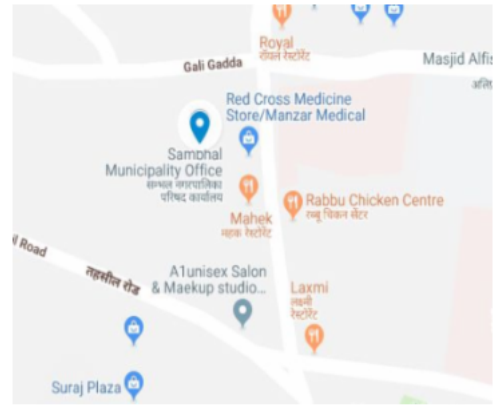 Royal
रॉयल रेस्टोरेंट
Gali Gadda
Masjid Alfis
अलि
Red Cross Medicine
Store/Manzar Medical
Sambhal
Municipality Office
सम्भल नगरपालिका
परिषद कार्यालय
Mahek
महक रेस्टोरेंट
Rabbu Chicken Centre
रब्बू चिकन सेंटर
Road
तहसील रोड
A1unisex Salon
& Maekup studio...
Laxmi
लक्ष्मी
रेस्टोरेंट
Suraj Plaza